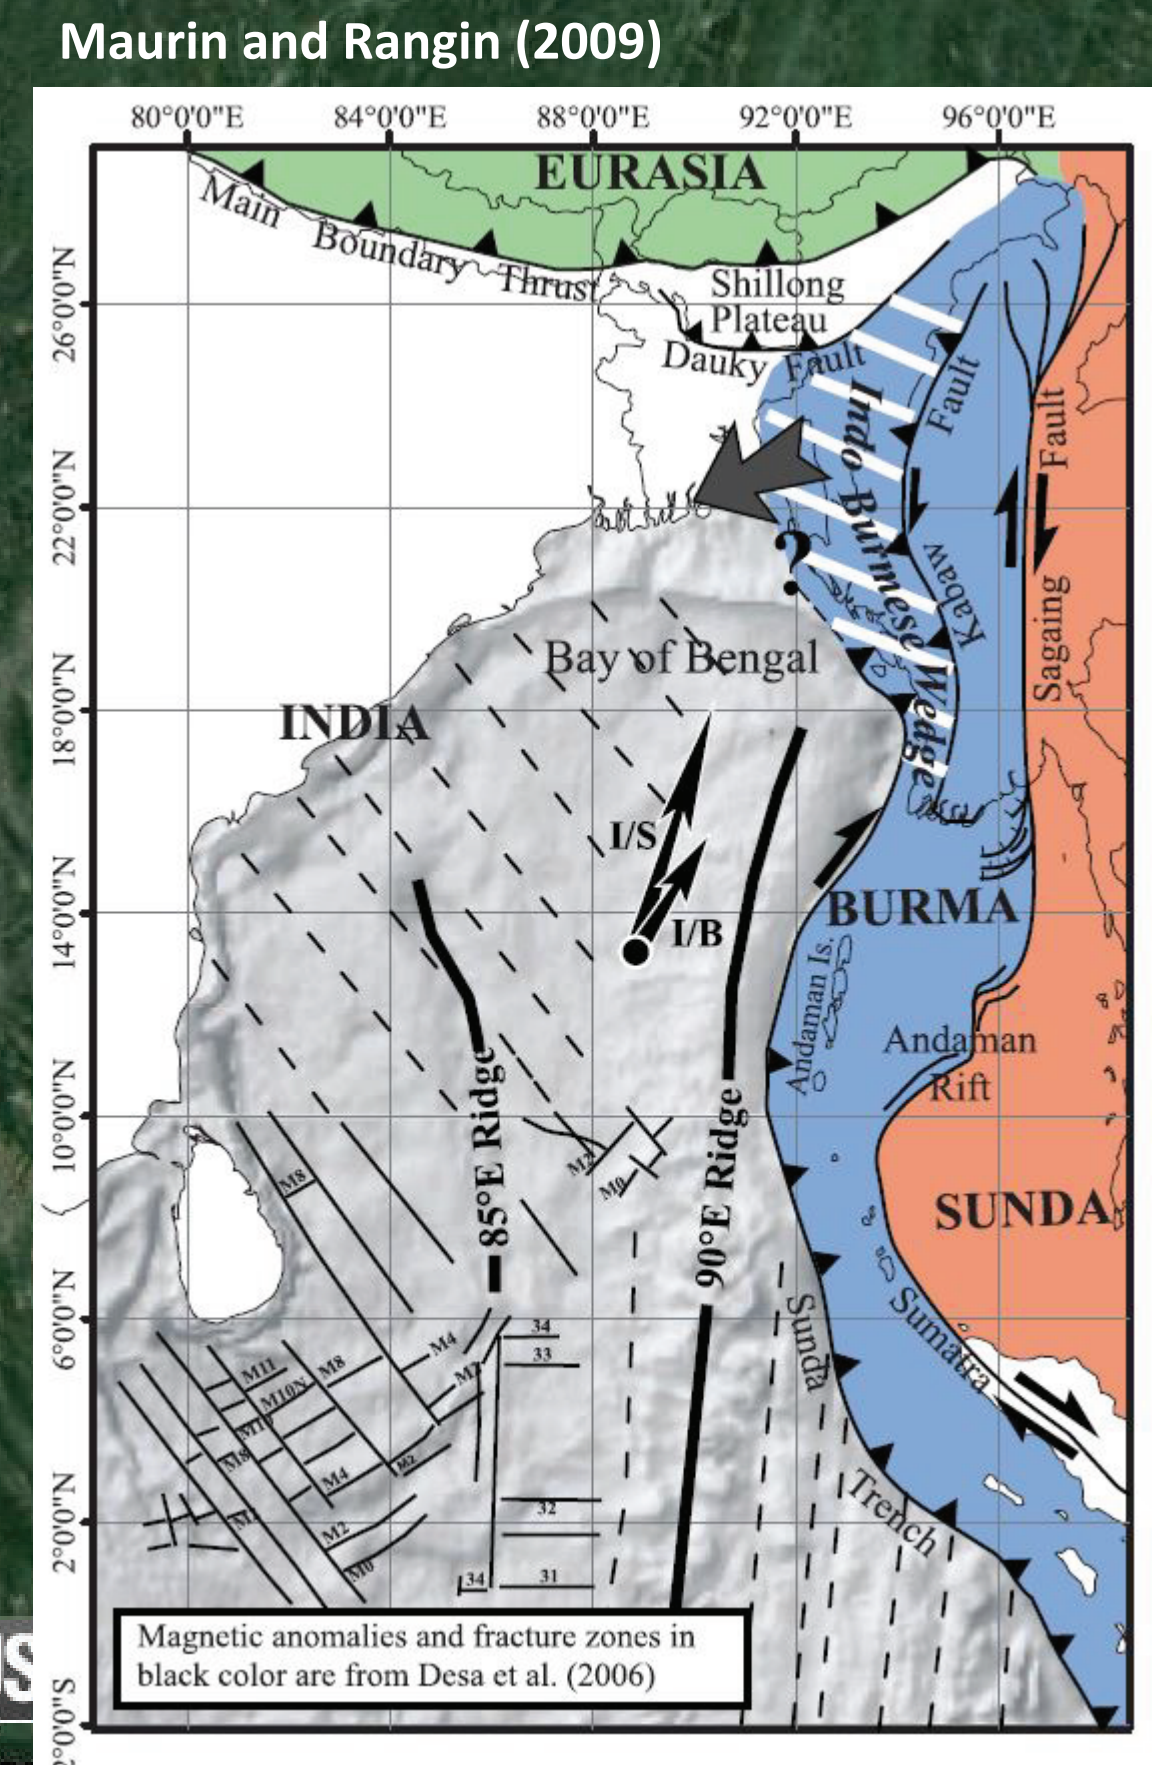 Maurin and Rangin (2009)
80°0'0"E
84°0'0"E
88°0'0"E
92°0'0"E
96°0'0"E
26°0'0"N
22°0'0"N
18°0'0"N
14°0'0"N
10°0'0"N
6°0'0"N
2°0'0"N
2°0'0"S
EURASIA
Main Boundary Thrust
Shillong
Plateau
Dauky Fault
Indo Burmese Wedge
Kabaw Fault
Sagaing Fault
?
Bay of Bengal
INDIA
I/S
I/B
BURMA
Andaman Is.
Andaman
Rift
85°E Ridge
90°E Ridge
SUNDA
Sumatra
Sunda Trench
M8
M2
M0
M4
M2
34
33
M11
M8
M10N
M8
M4
M2
M2
M0
32
34
31
Magnetic anomalies and fracture zones in
black color are from Desa et al. (2006)